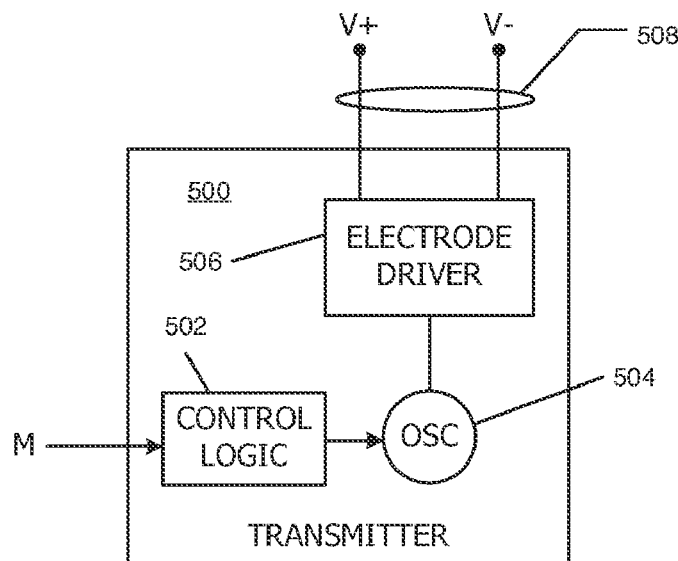 V+ V- 508
500
ELECTRODE
DRIVER
506
502
504
CONTROL
LOGIC
OSC
M
TRANSMITTER